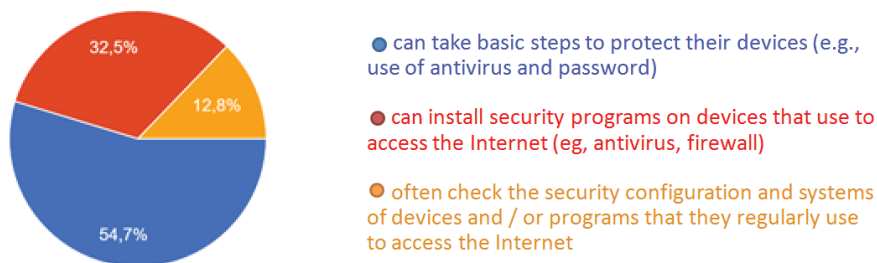 32,5%
12,8%
54,7%
can take basic steps to protect their devices (e.g.,
use of antivirus and password)
can install security programs on devices that use to
access the Internet (eg, antivirus, firewall)
often check the security configuration and systems
of devices and / or programs that they regularly use
to access the Internet